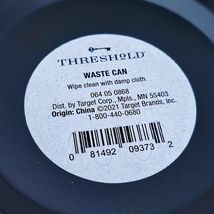 THRESHOLD
WASTE CAN
Wipe clean with damp cloth.
064 05 0868
Dist. by Target Corp., Mpls., MN 55403
Origin: China ©2021 Target Brands, Inc.
1-800-440-0680
0 81492 09373 2